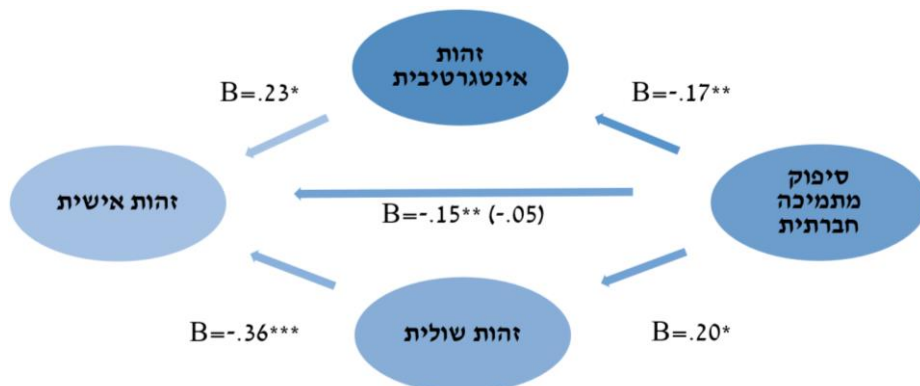 זהות
אינטגרטיבית
B=-.17**
B=.23*
סיפוק
מתמיכה
חברתית
זהות אישית
B=-.15** (-.05)
B=.20*
זהות שולית
B=-.36***